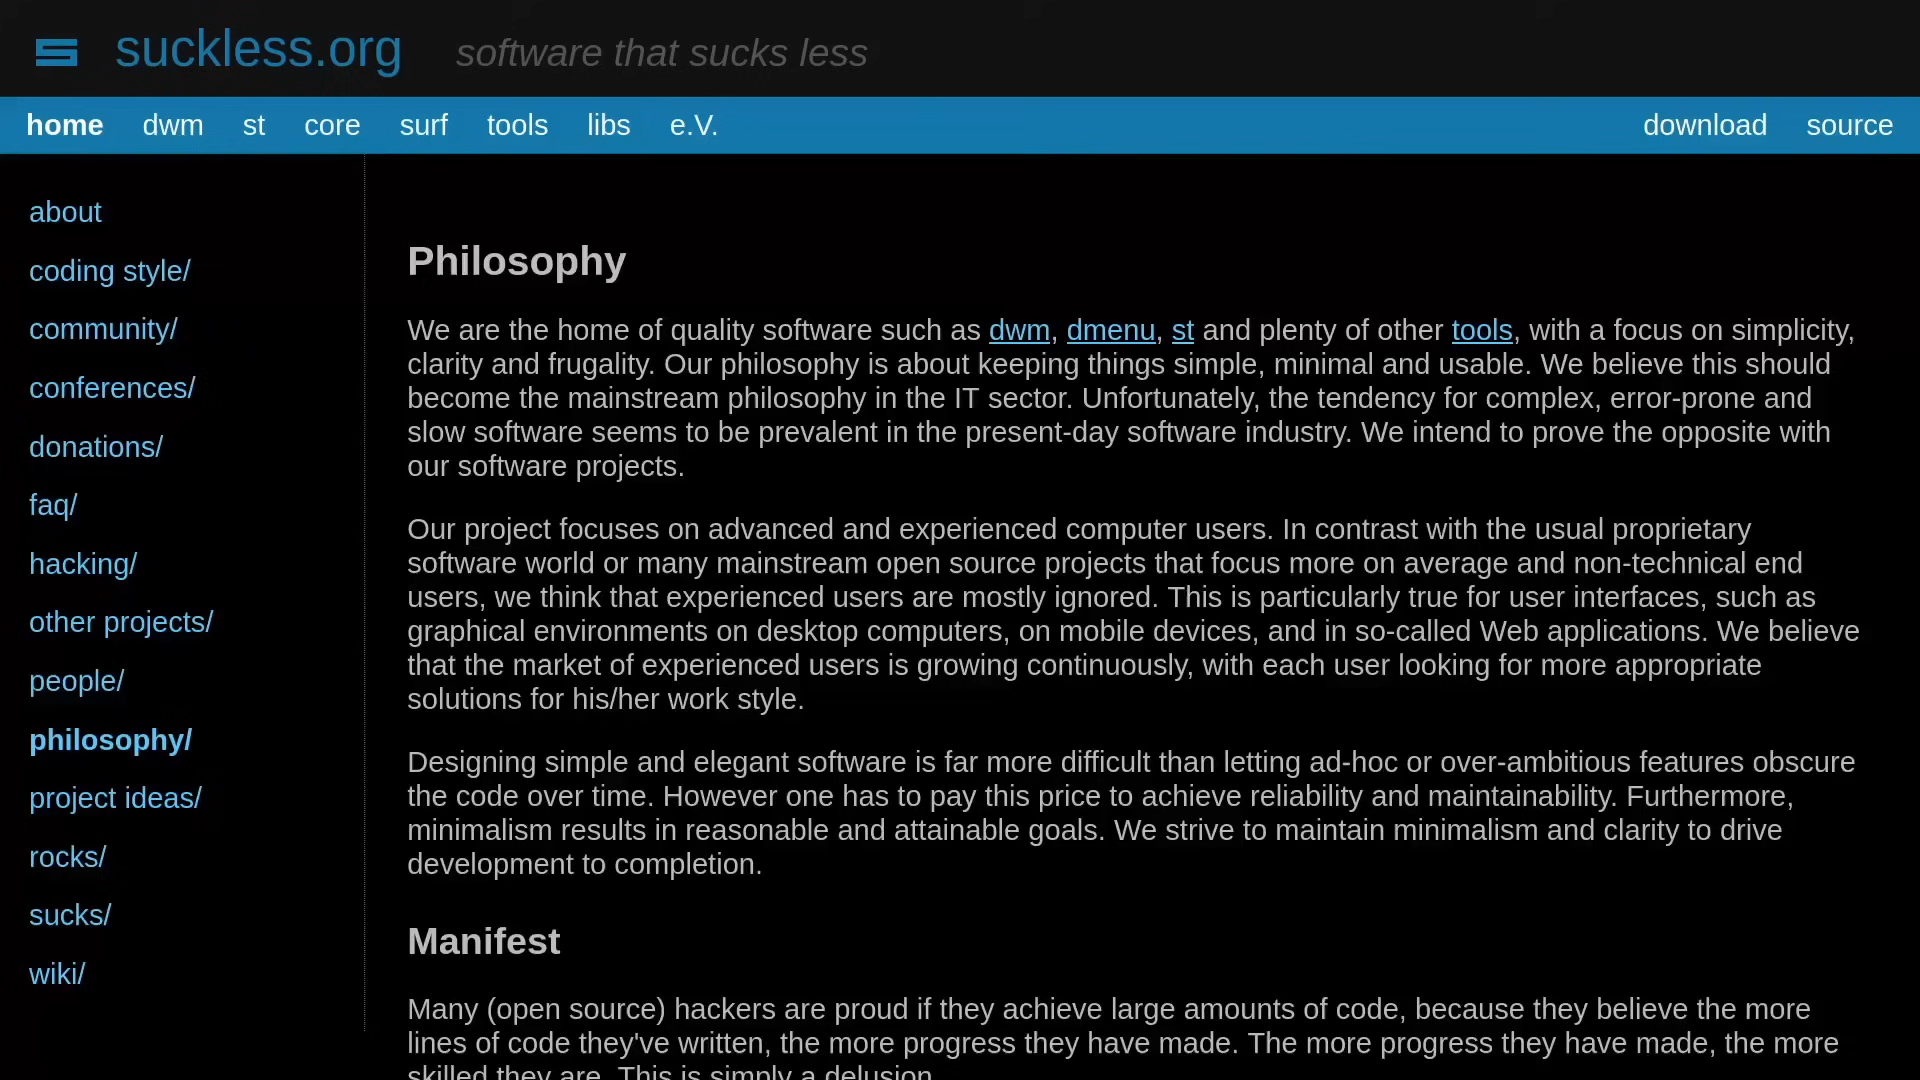 suckless.org software that sucks less
home dwm st core surf tools libs e.V. download source
about
coding style/
community/
conferences/
donations/
faq/
hacking/
other projects/
people/
philosophy/
project ideas/
rocks/
sucks/
wiki/
Philosophy
We are the home of quality software such as dwm, dmenu, st and plenty of other tools, with a focus on simplicity,
clarity and frugality. Our philosophy is about keeping things simple, minimal and usable. We believe this should
become the mainstream philosophy in the IT sector. Unfortunately, the tendency for complex, error-prone and
slow software seems to be prevalent in the present-day software industry. We intend to prove the opposite with
our software projects.
Our project focuses on advanced and experienced computer users. In contrast with the usual proprietary
software world or many mainstream open source projects that focus more on average and non-technical end
users, we think that experienced users are mostly ignored. This is particularly true for user interfaces, such as
graphical environments on desktop computers, on mobile devices, and in so-called Web applications. We believe
that the market of experienced users is growing continuously, with each user looking for more appropriate
solutions for his/her work style.
Designing simple and elegant software is far more difficult than letting ad-hoc or over-ambitious features obscure
the code over time. However one has to pay this price to achieve reliability and maintainability. Furthermore,
minimalism results in reasonable and attainable goals. We strive to maintain minimalism and clarity to drive
development to completion.
Manifest
Many (open source) hackers are proud if they achieve large amounts of code, because they believe the more
lines of code they've written, the more progress they have made. The more progress they have made, the more
skilled they are. This is simply a delusion.